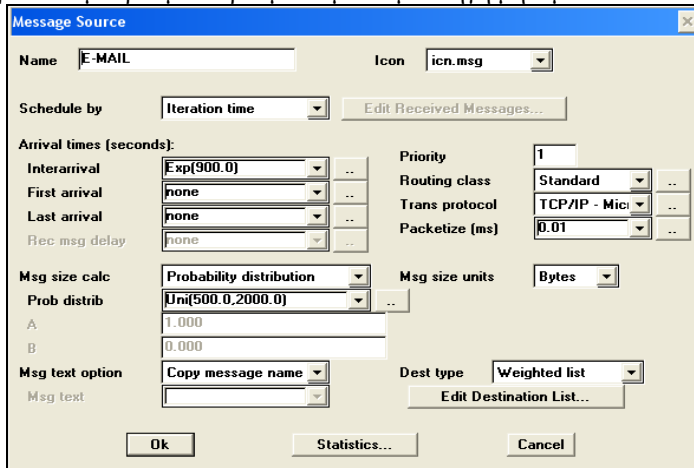 Message Source
Name E-MAIL Icon icn.msg
Schedule by Iteration time Edit Received Messages...
Arrival times (seconds):
Interarrival Exp(900.0) ..
First arrival none ..
Last arrival none ..
Rec msg delay none ..
Priority 1
Routing class Standard ..
Trans protocol TCP/IP - Micr ..
Packetize (ms) 0.01 ..
Msg size calc Probability distribution Msg size units Bytes
Prob distrib Uni(500.0,2000.0) ..
A 1.000
B 0.000
Msg text option Copy message name Dest type Weighted list
Msg text Edit Destination List...
Ok Statistics... Cancel